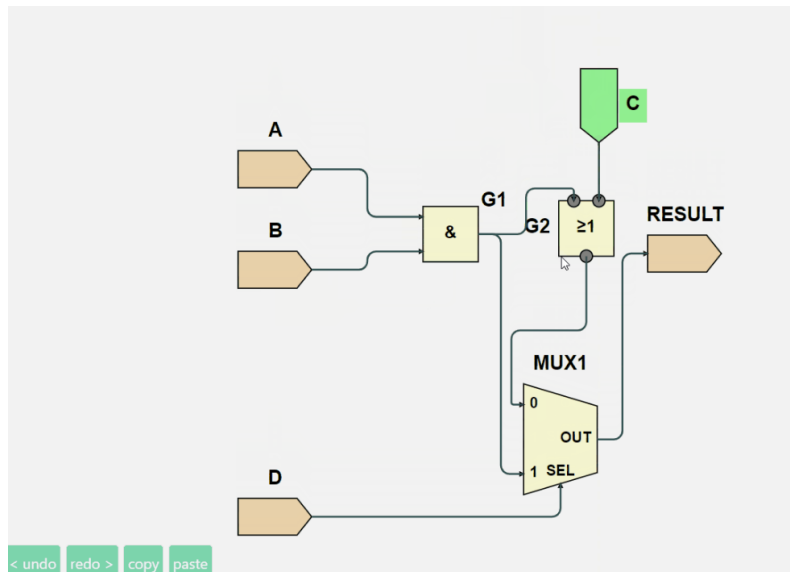 C
A
G1
RESULT
B
&
G2
≥1
MUX1
0
OUT
D
1
SEL
< undo
redo >
copy
paste